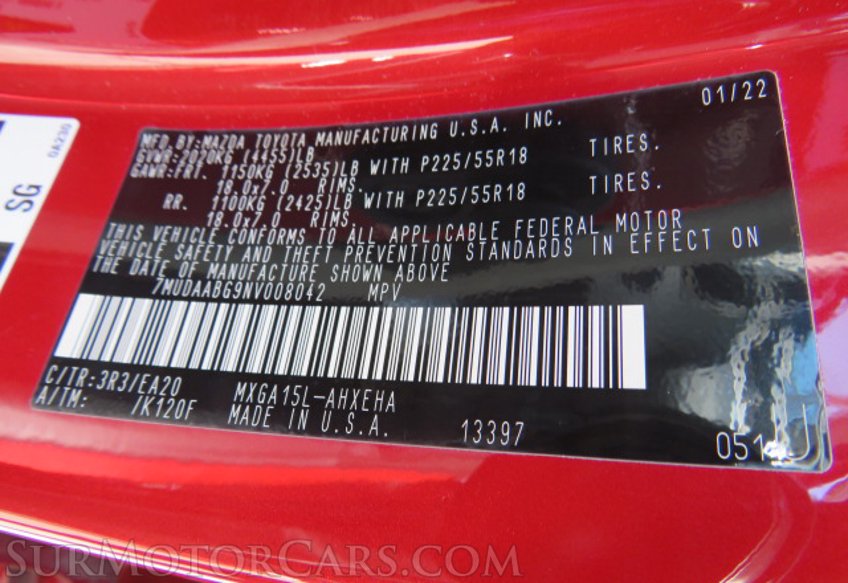 0A230
SG
01/22
MFD.BY:MAZDA TOYOTA MANUFACTURING U.S.A. INC.
GVWR:2020KG (4455)LB
GAWR:FRT. 1150KG (2535)LB WITH P225/55R18 TIRES.
18.0x7.0 RIMS.
RR. 1100KG (2425)LB WITH P225/55R18 TIRES.
18.0x7.0 RIMS.
THIS VEHICLE CONFORMS TO ALL APPLICABLE FEDERAL MOTOR
VEHICLE SAFETY AND THEFT PREVENTION STANDARDS IN EFFECT ON
THE DATE OF MANUFACTURE SHOWN ABOVE
7MUDAABG9NV008042 MPV
C/TR:3R3/EA20 MXGA15L-AHXEHA
A/TM: /K120F MADE IN U.S.A. 13397
SurMotorCars.com